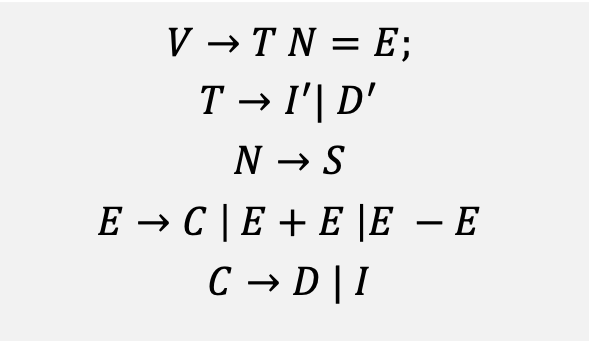 V → T N = E;
T → I′| D′
N → S
E → C | E + E |E − E
C → D | I